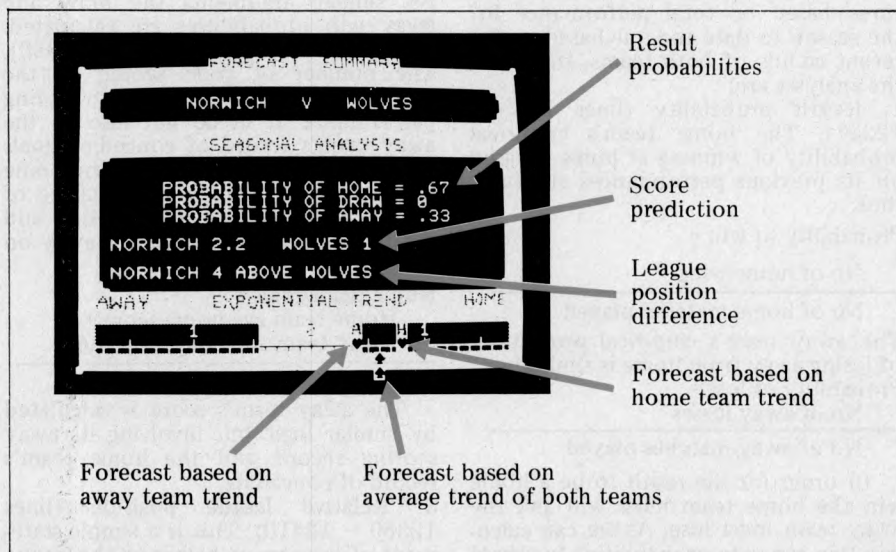 FORECAST SUMMARY
NORWICH V WOLVES
SEASONAL ANALYSIS
PROBABILITY OF HOME = .67
PROBABILITY OF DRAW = 0
PROBABILITY OF AWAY = .33
NORWICH 2.2 WOLVES 1
NORWICH 4 ABOVE WOLVES
AWAY EXPONENTIAL TREND HOME
A H
Result
probabilities
Score
prediction
League
position
difference
Forecast based on
home team trend
Forecast based on
away team trend
Forecast based on
average trend of both teams